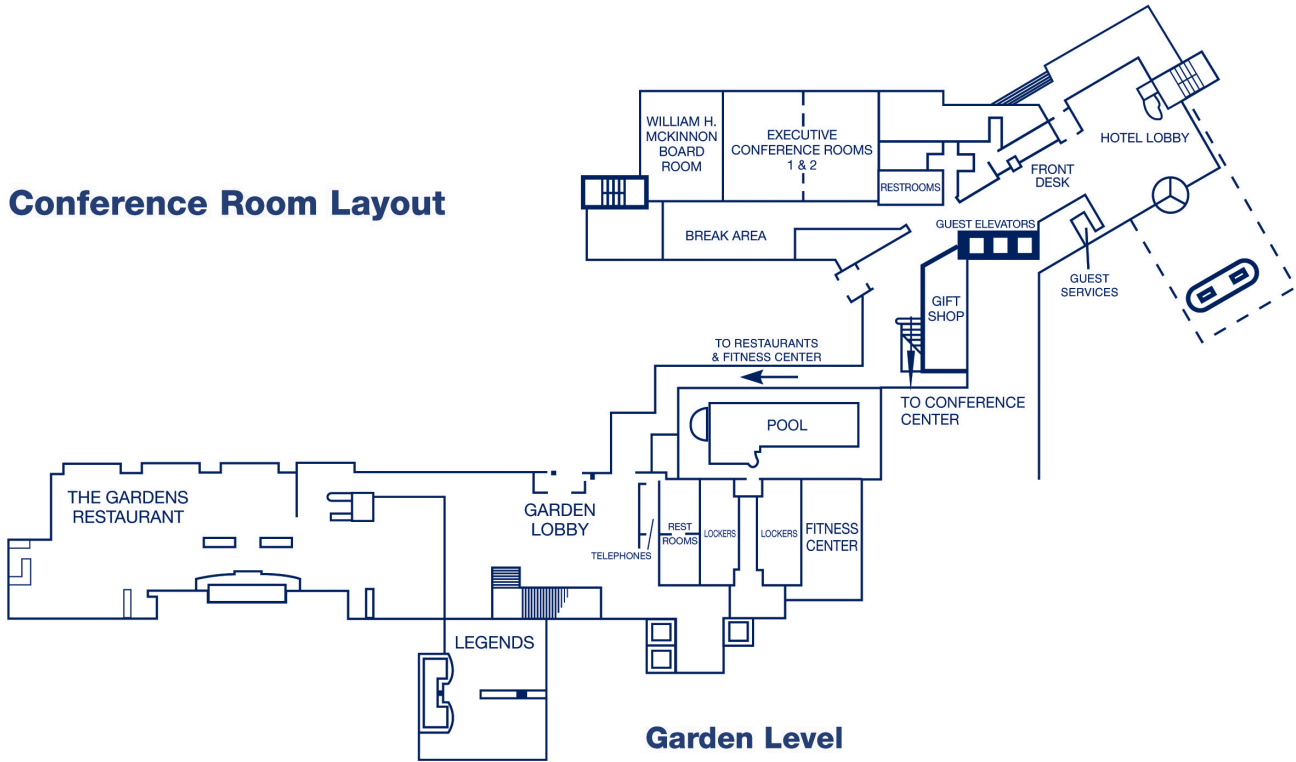 Conference Room Layout
WILLIAM H.
MCKINNON
BOARD
ROOM
EXECUTIVE
CONFERENCE ROOMS
1 & 2
RESTROOMS
HOTEL LOBBY
FRONT
DESK
BREAK AREA
GUEST ELEVATORS
GUEST
SERVICES
GIFT
SHOP
TO RESTAURANTS
& FITNESS CENTER
TO CONFERENCE
CENTER
POOL
THE GARDENS
RESTAURANT
GARDEN
LOBBY
TELEPHONES
REST
ROOMS
LOCKERS
LOCKERS
FITNESS
CENTER
LEGENDS
Garden Level